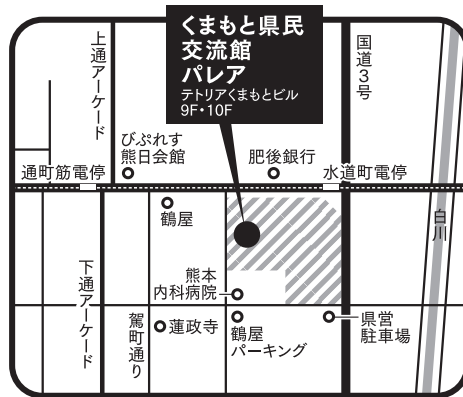 くまもと県民
交流館
パレア
テトリアくまもとビル
9F・10F
上通アーケード
国道3号
びぷれす
熊日会館
肥後銀行
通町筋電停
水道町電停
鶴屋
白川
下通アーケード
熊本
内科病院
駕町通り
蓮政寺
鶴屋
パーキング
県営
駐車場